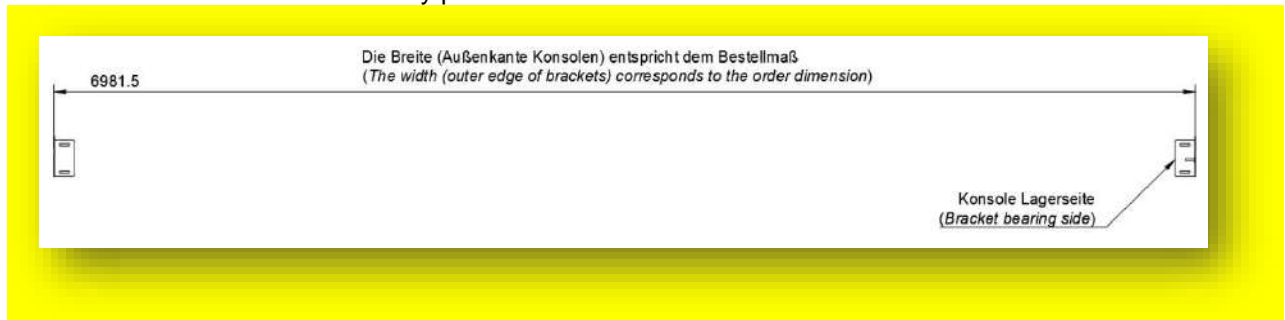 Die Breite (Außenkante Konsolen) entspricht dem Bestellmaß
(The width (outer edge of brackets) corresponds to the order dimension)
6981.5
Konsole Lagerseite
(Bracket bearing side)